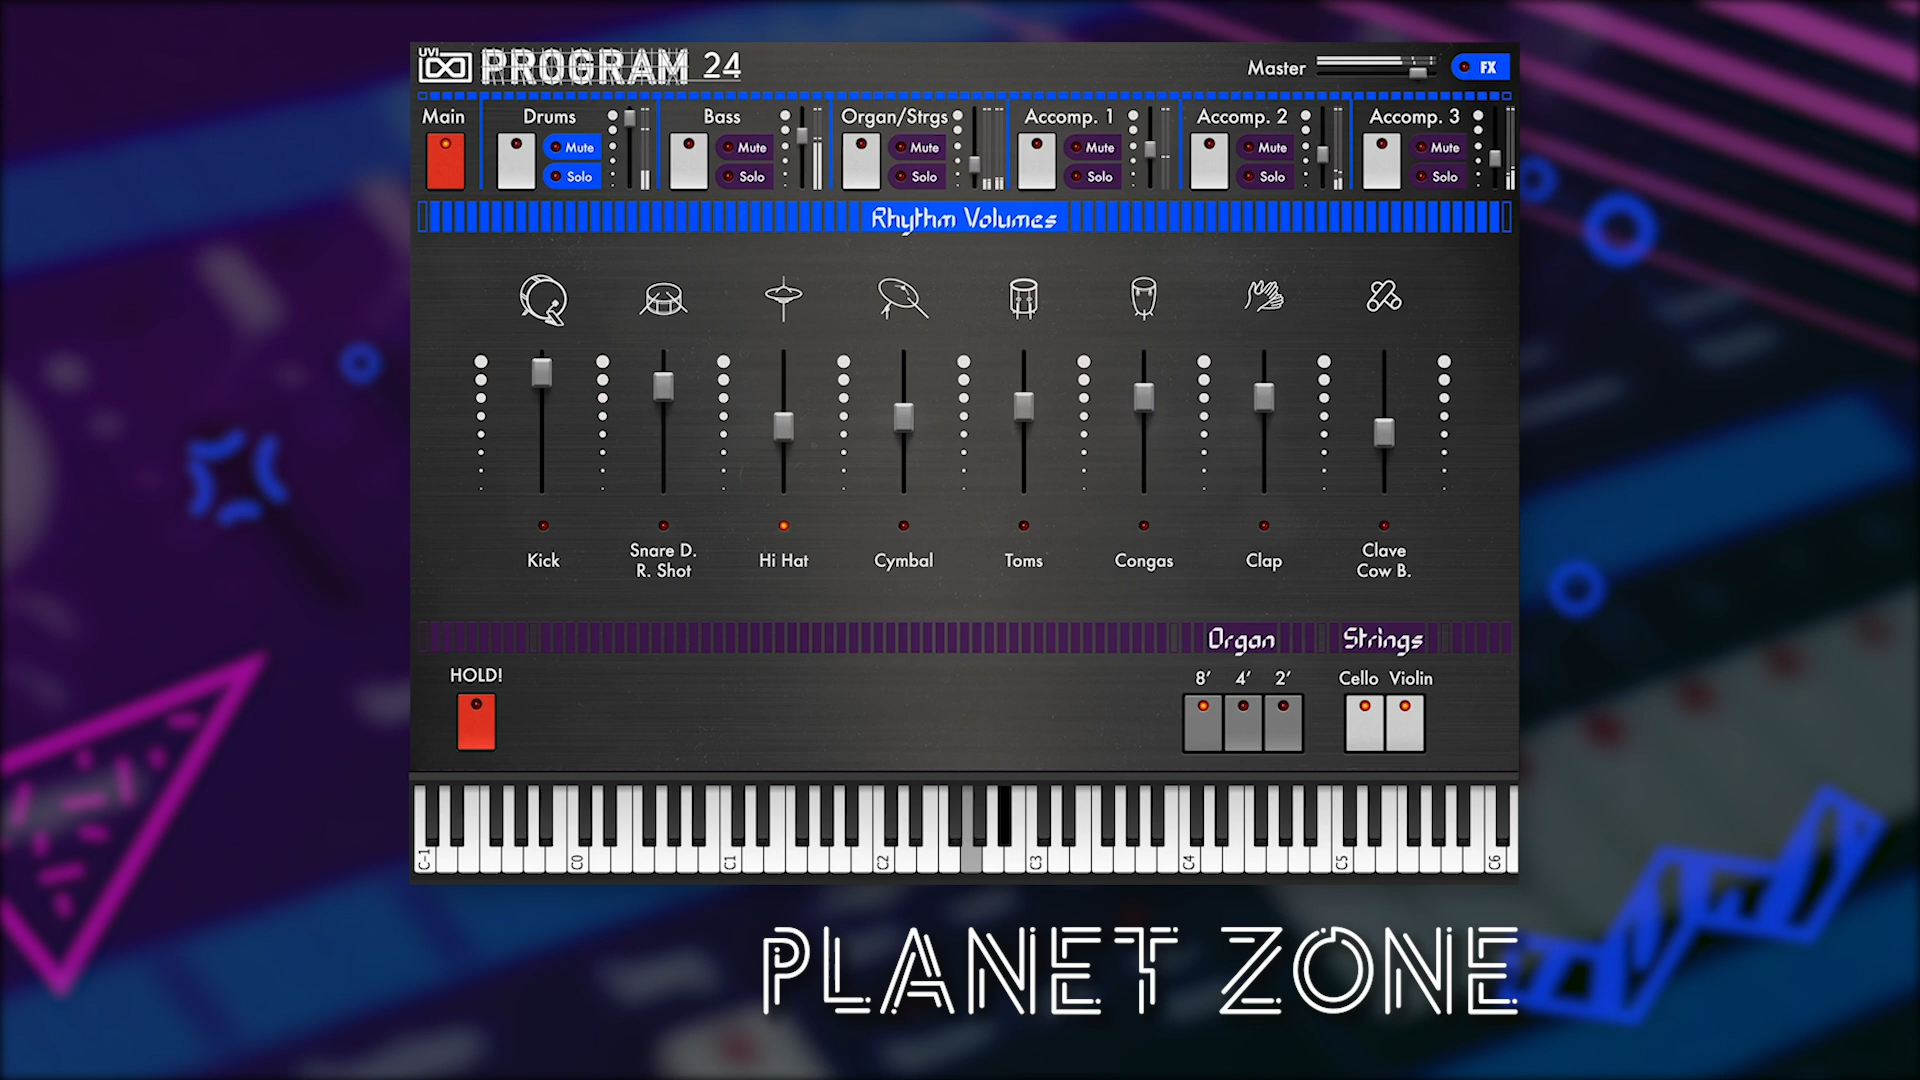 UVI PROGRAM 24
Master FX
Main Drums Bass Organ/Strgs Accomp. 1 Accomp. 2 Accomp. 3
Mute Mute Mute Mute Mute Mute
Solo Solo Solo Solo Solo Solo
Rhythm Volumes
Kick Snare D. Hi Hat Cymbal Toms Congas Clap Clave
R. Shot Cow B.
Organ Strings
HOLD! 8′ 4′ 2′ Cello Violin
C-1 C0 C1 C2 C3 C4 C5 C6
PLANET ZONE